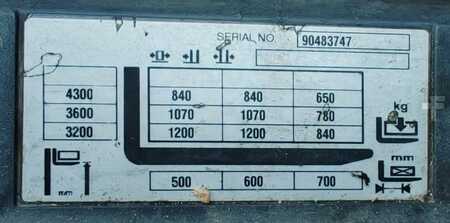 SERIAL NO. 90483747
4300 840 840 650
3600 1070 1070 780
3200 1200 1200 840
kg
mm
mm
500 600 700